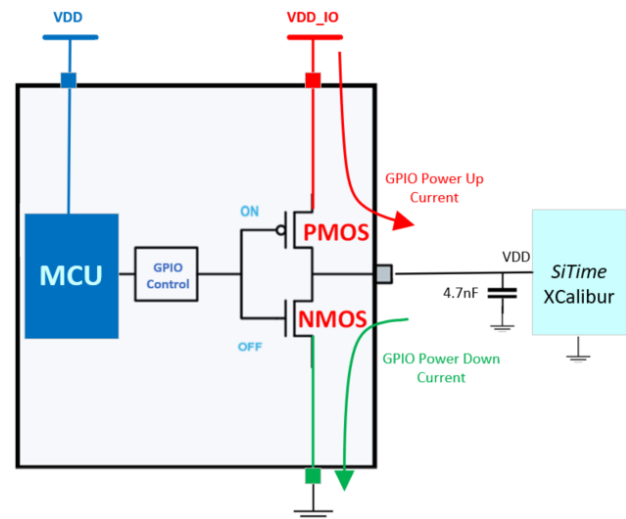 VDD
VDD_IO
GPIO Power Up
Current
ON
PMOS
MCU
GPIO
Control
VDD
SiTime
XCalibur
4.7nF
NMOS
OFF
GPIO Power Down
Current